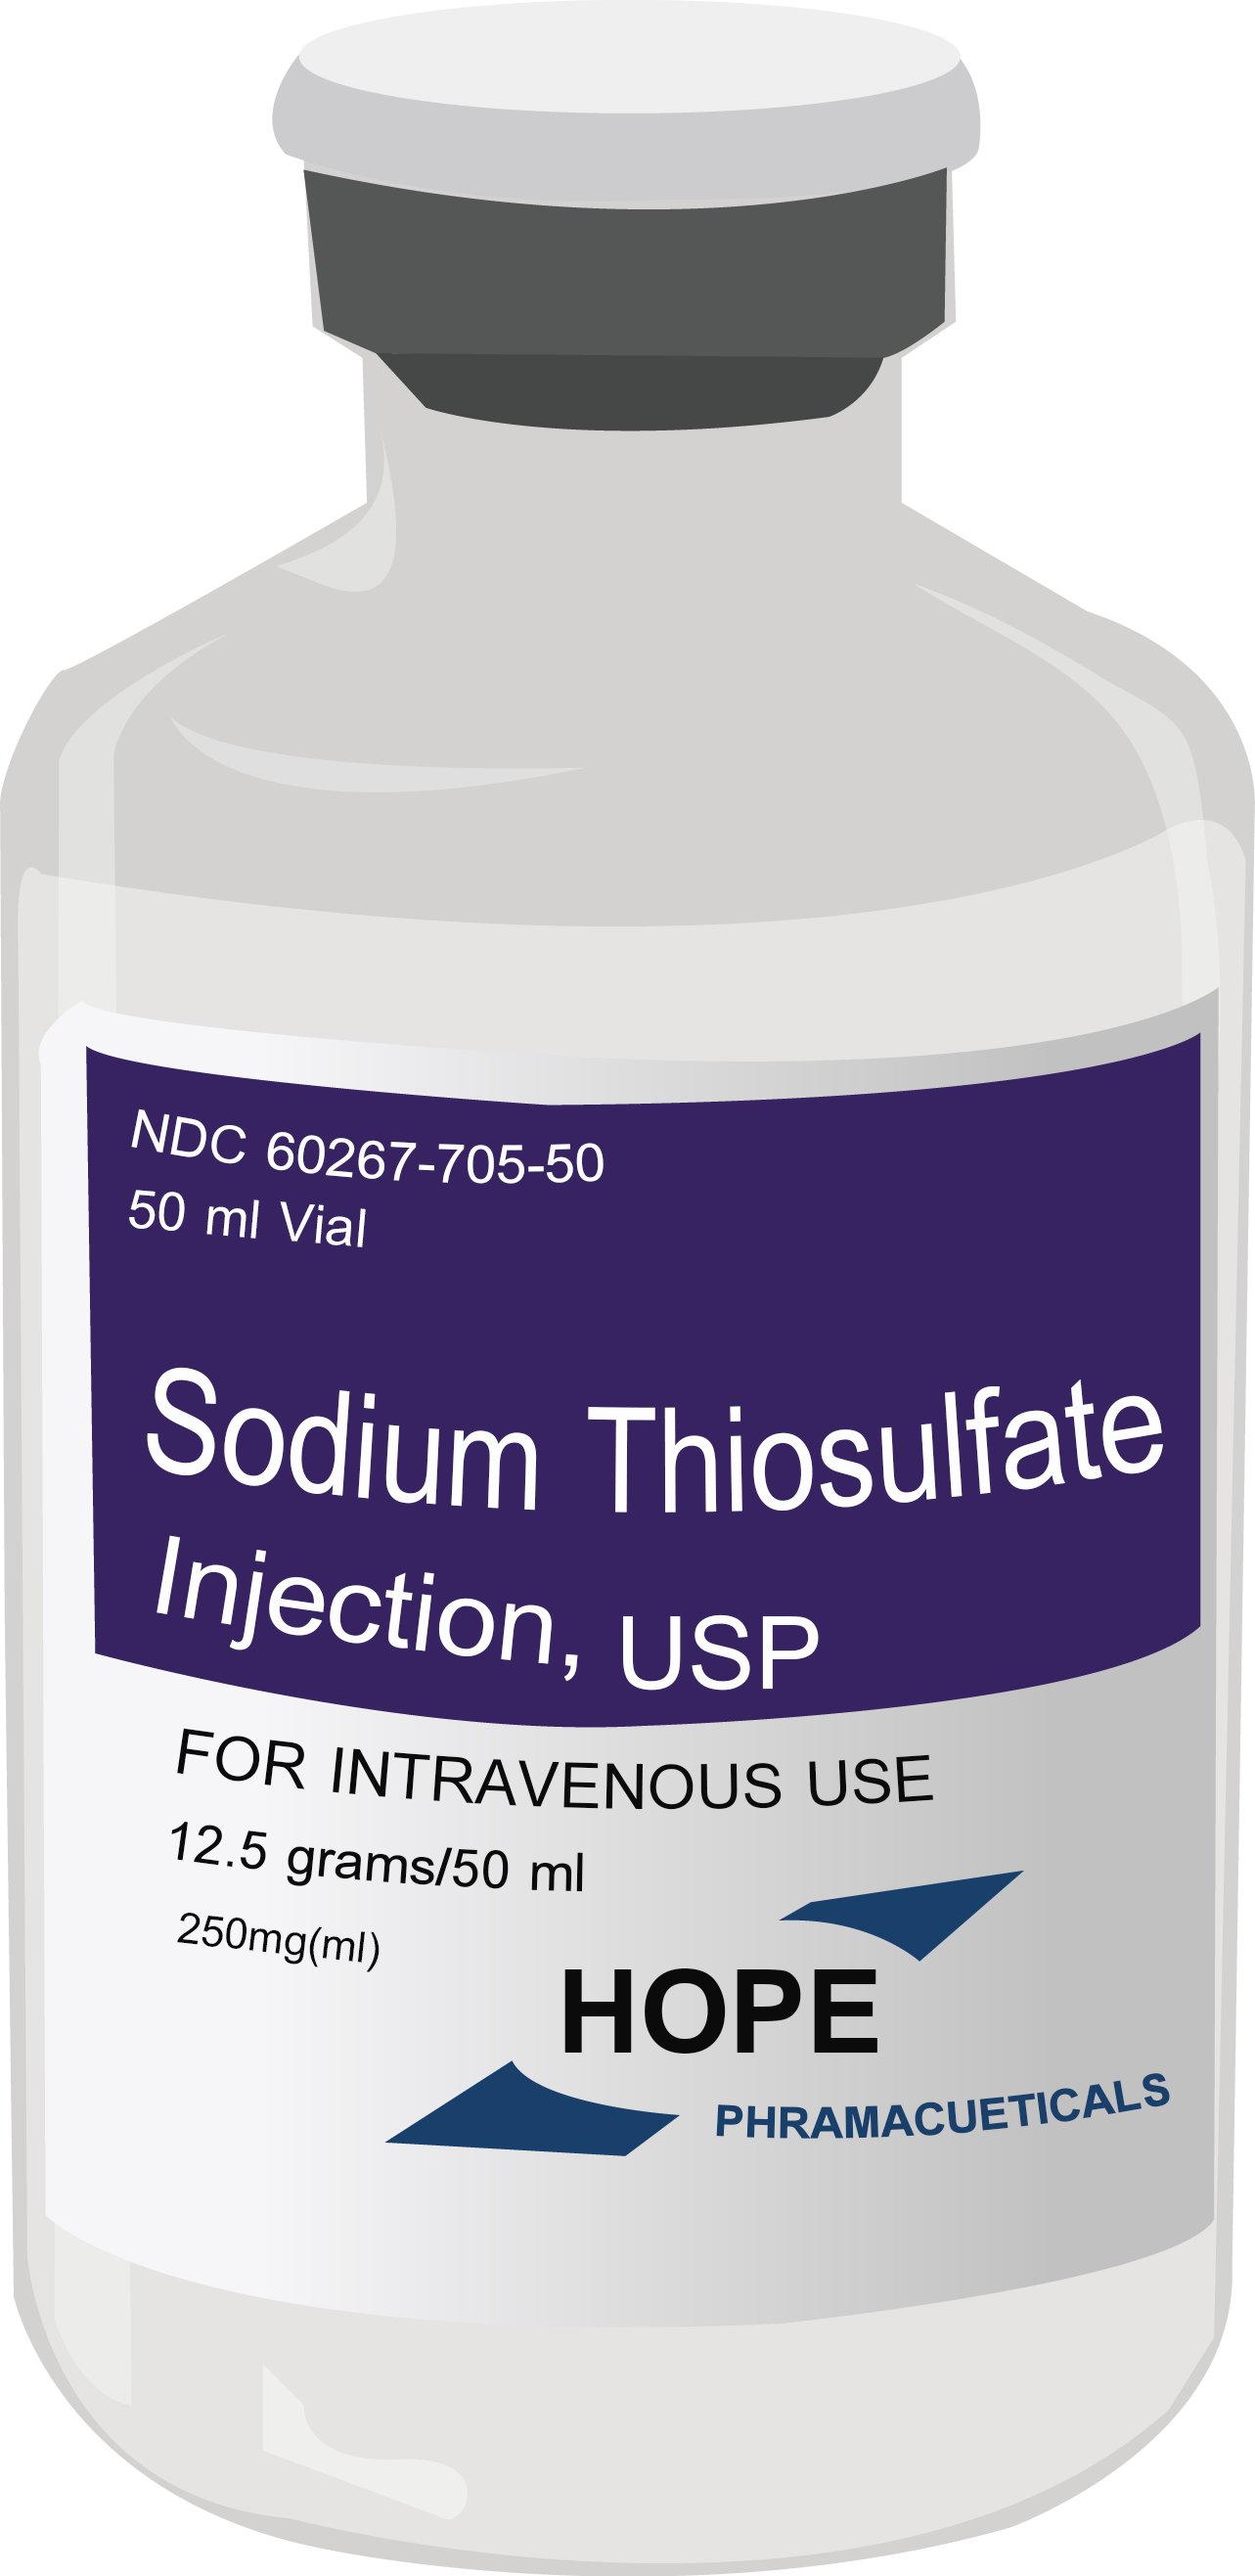 NDC 60267-705-50
50 ml Vial
Sodium Thiosulfate
Injection, USP
FOR INTRAVENOUS USE
12.5 grams/50 ml
250mg(ml)
HOPE
PHRAMACUETICALS